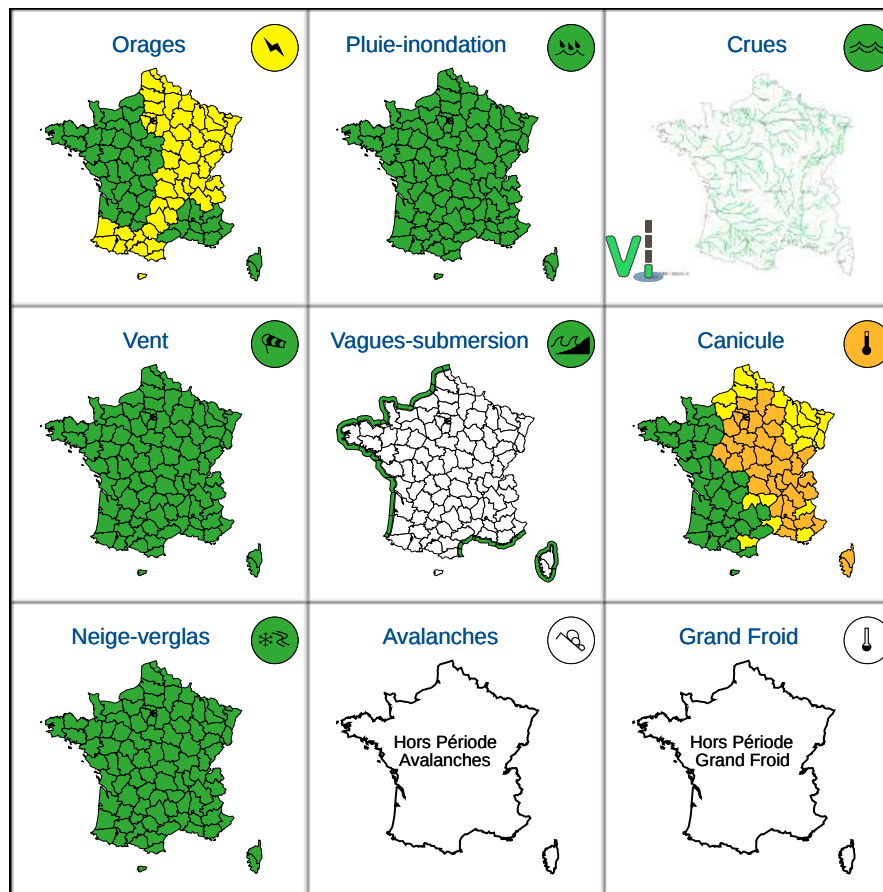 Orages
Pluie-inondation
Crues
Vi
Vent
Vagues-submersion
Canicule
Neige-verglas
Avalanches
Grand Froid
Hors Période
Avalanches
Hors Période
Grand Froid